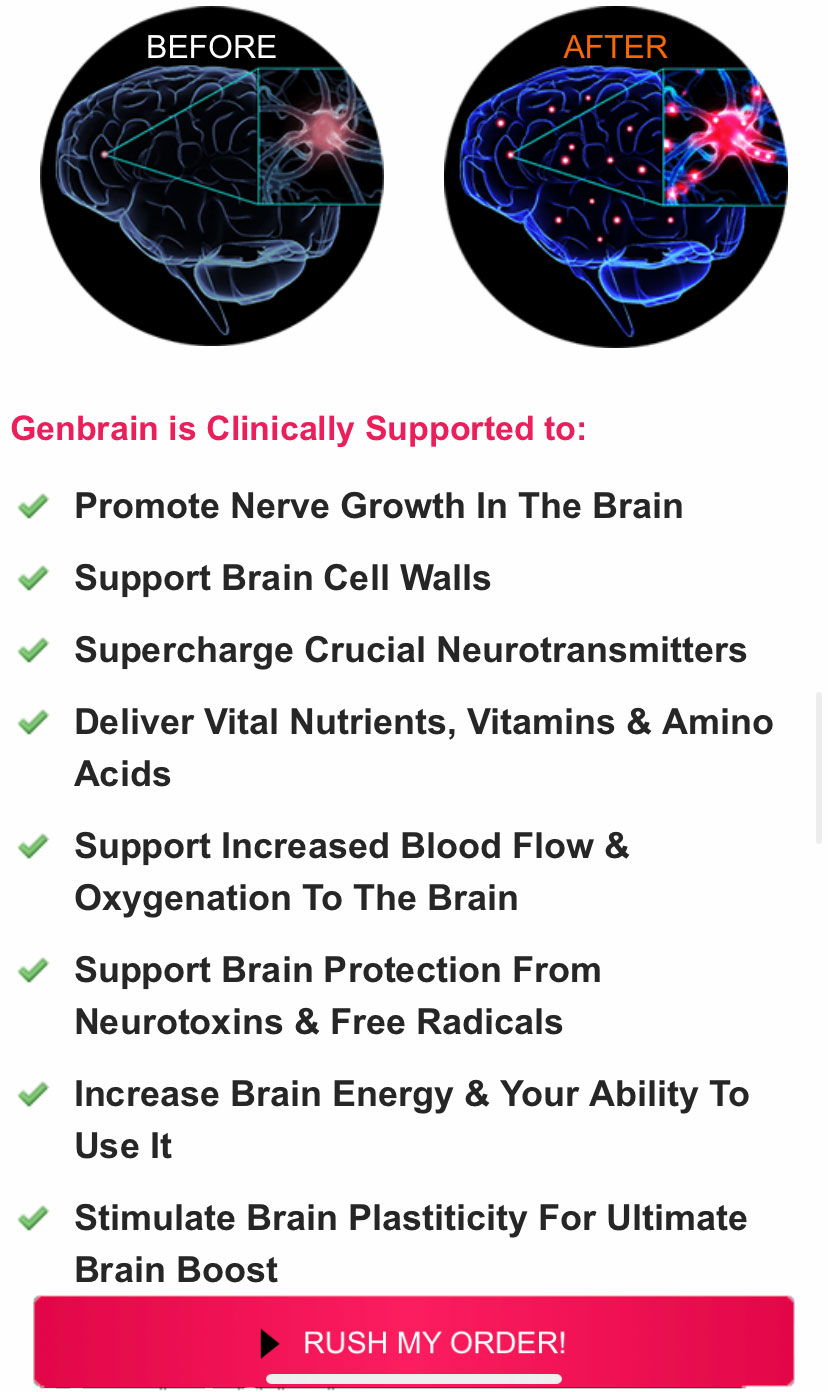 BEFORE
AFTER
Genbrain is Clinically Supported to:
Promote Nerve Growth In The Brain
Support Brain Cell Walls
Supercharge Crucial Neurotransmitters
Deliver Vital Nutrients, Vitamins & Amino
Acids
Support Increased Blood Flow &
Oxygenation To The Brain
Support Brain Protection From
Neurotoxins & Free Radicals
Increase Brain Energy & Your Ability To
Use It
Stimulate Brain Plastiticity For Ultimate
Brain Boost
RUSH MY ORDER!